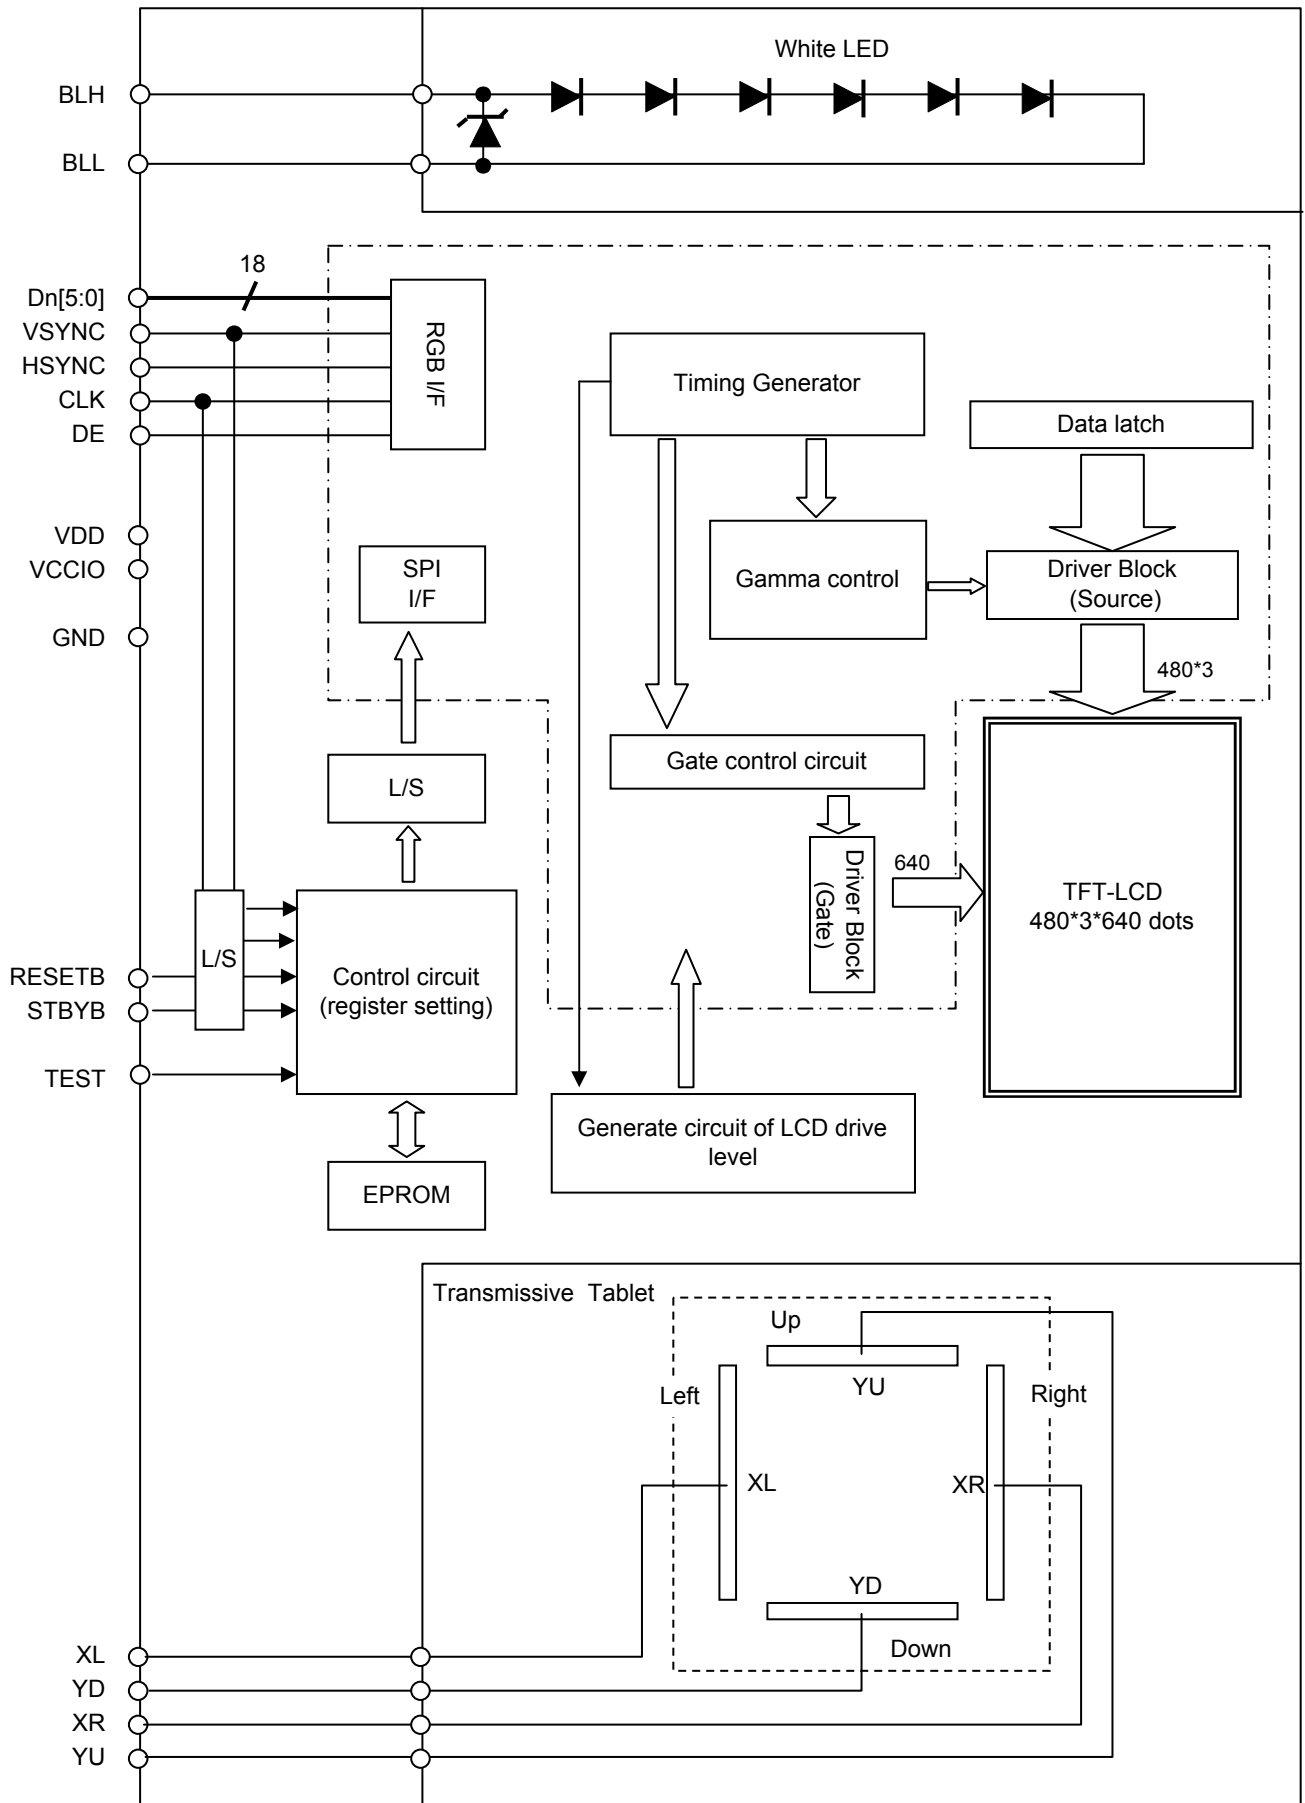 White LED
BLH
BLL
18
Dn[5:0]
VSYNC
HSYNC
CLK
DE
RGB I/F
Timing Generator
Data latch
VDD
VCCIO
GND
SPI
I/F
Gamma control
Driver Block
(Source)
480*3
L/S
Gate control circuit
Driver Block
(Gate)
640
TFT-LCD
480*3*640 dots
L/S
RESETB
STBYB
TEST
Control circuit
(register setting)
Generate circuit of LCD drive
level
EPROM
Transmissive Tablet
Up
YU
Left
Right
XL
XR
YD
Down
XL
YD
XR
YU